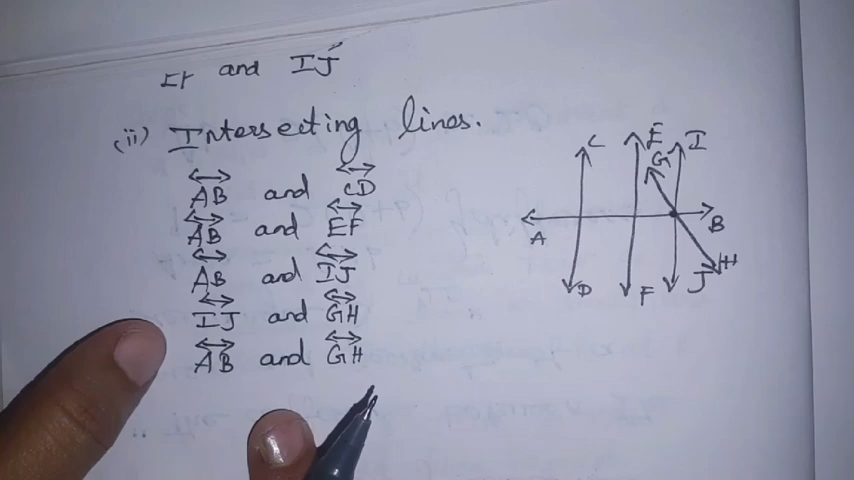 and IJ
(ii) Intersecting lines.
AB and CD
AB and EF
AB and IJ
IJ and GH
AB and GH
C E I
G
A B
H
D F J